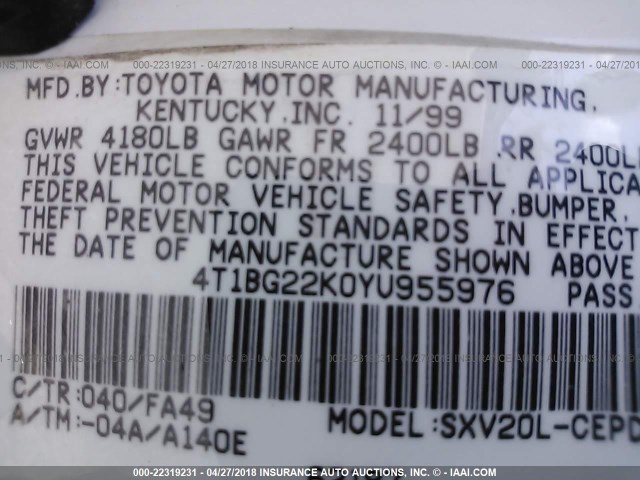 000-22319231 - 04/27/2018 INSURANCE AUTO AUCTIONS - IAAI.COM
MFD.BY:TOYOTA MOTOR MANUFACTURING,
KENTUCKY,INC. 11/99
GVWR 4180LB GAWR FR 2400LB RR 2400L
THIS VEHICLE CONFORMS TO ALL APPLICA
FEDERAL MOTOR VEHICLE SAFETY,BUMPER,
THEFT PREVENTION STANDARDS IN EFFECT
THE DATE OF MANUFACTURE SHOWN ABOVE
4T1BG22K0YU955976 PASS
C/TR:040/FA49
A/TM:-04A/A140E
MODEL:SXV20L-CEPD
000-22319231 - 04/27/2018 INSURANCE AUTO AUCTIONS - IAAI.COM